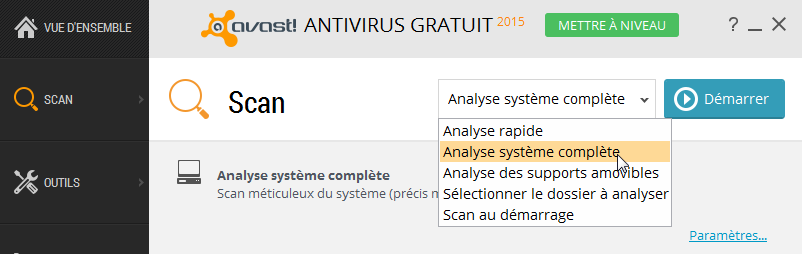 VUE D'ENSEMBLE
avast! ANTIVIRUS GRATUIT 2015
METTRE À NIVEAU
?
SCAN
Scan
Analyse système complète
Démarrer
Analyse rapide
Analyse système complète
Analyse des supports amovibles
Sélectionner le dossier à analyser
Scan au démarrage
Analyse système complète
Scan méticuleux du système (précis m
OUTILS
Paramètres...